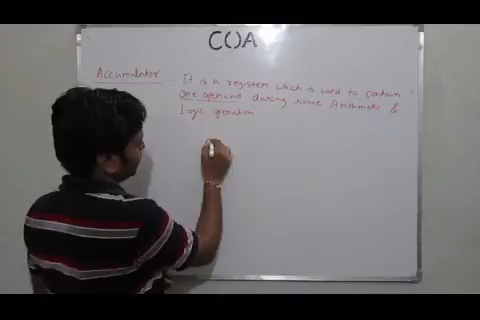 COA
Accumulator - It is a register which is used to contain
one operand during some Arithmetic &
Logic operation